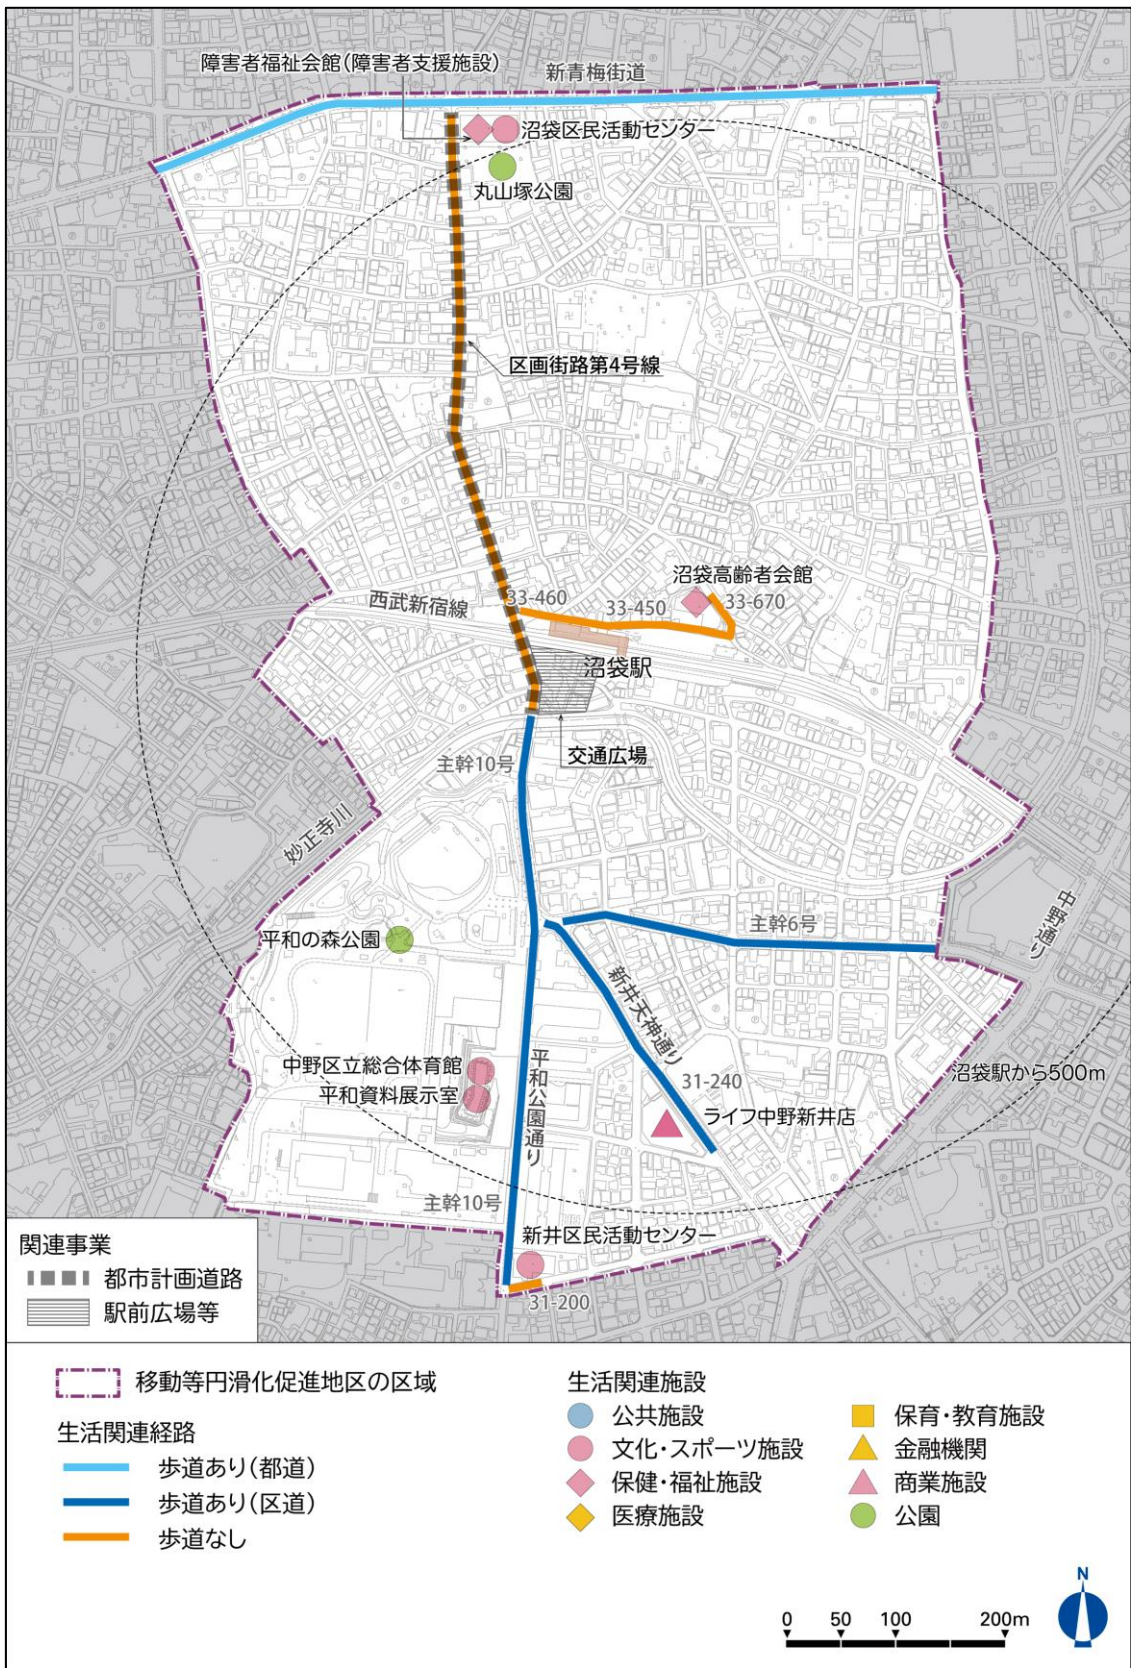 障害者福祉会館(障害者支援施設)
新青梅街道
沼袋区民活動センター
丸山塚公園
区画街路第4号線
沼袋高齢者会館
西武新宿線
33-460
33-450
33-670
沼袋駅
交通広場
主幹10号
妙正寺川
中野通り
平和の森公園
主幹6号
新井天神通り
中野区立総合体育館
平和資料展示室
平和公園通り
31-240
沼袋駅から500m
ライフ中野新井店
主幹10号
新井区民活動センター
31-200
関連事業
都市計画道路
駅前広場等
移動等円滑化促進地区の区域
生活関連経路
歩道あり(都道)
歩道あり(区道)
歩道なし
生活関連施設
公共施設
文化・スポーツ施設
保健・福祉施設
医療施設
保育・教育施設
金融機関
商業施設
公園
N
0 50 100 200m